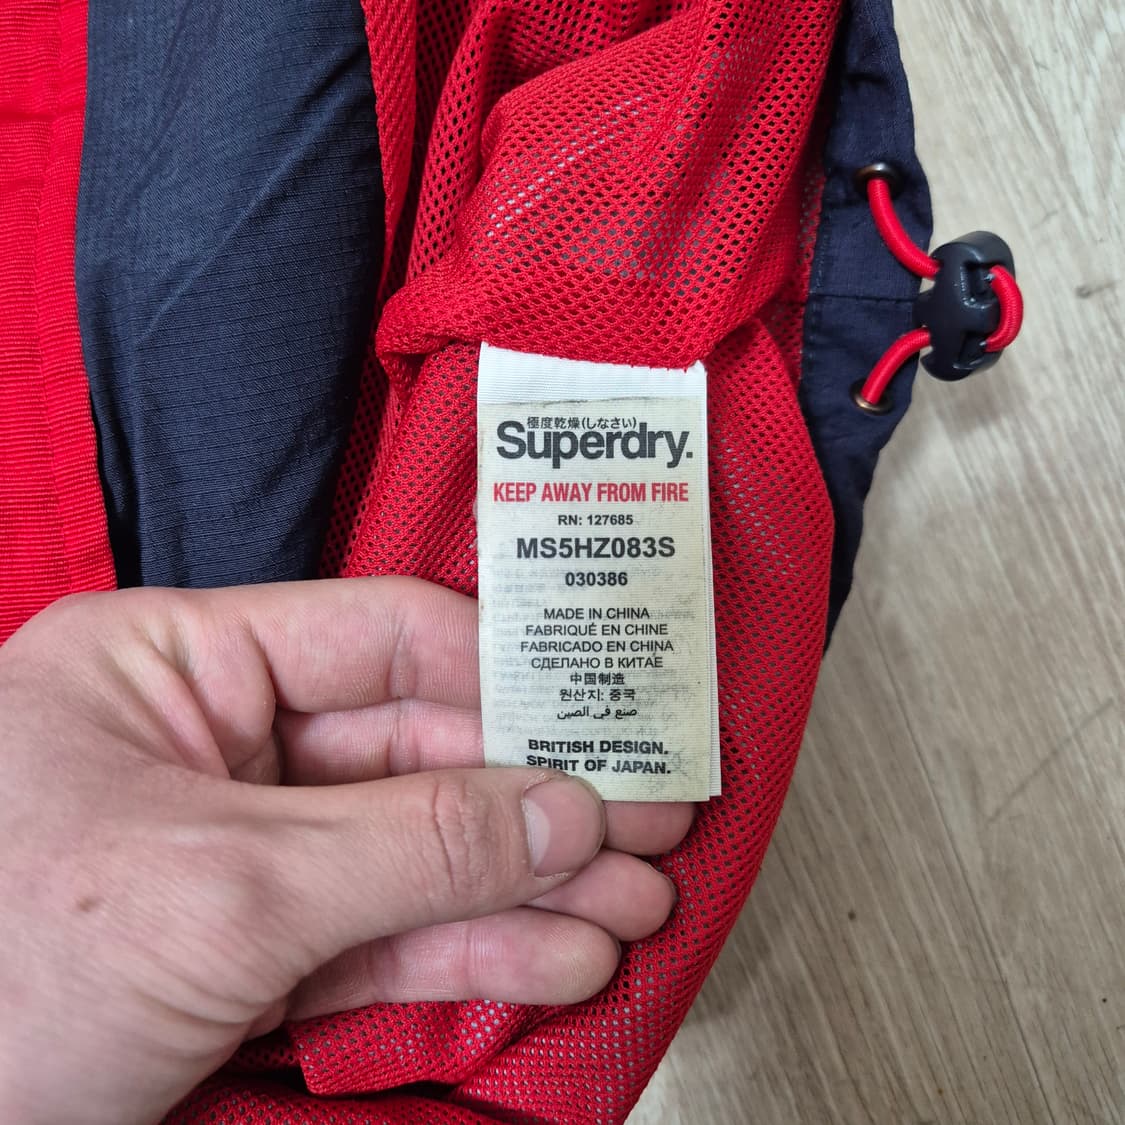 極度乾燥(しなさい)
Superdry.
KEEP AWAY FROM FIRE
RN: 127685
MS5HZ083S
030386
MADE IN CHINA
FABRIQUÉ EN CHINE
FABRICADO EN CHINA
СДЕЛАНО В КИТАЕ
中国制造
원산지: 중국
صنع في الصين
BRITISH DESIGN.
SPIRIT OF JAPAN.